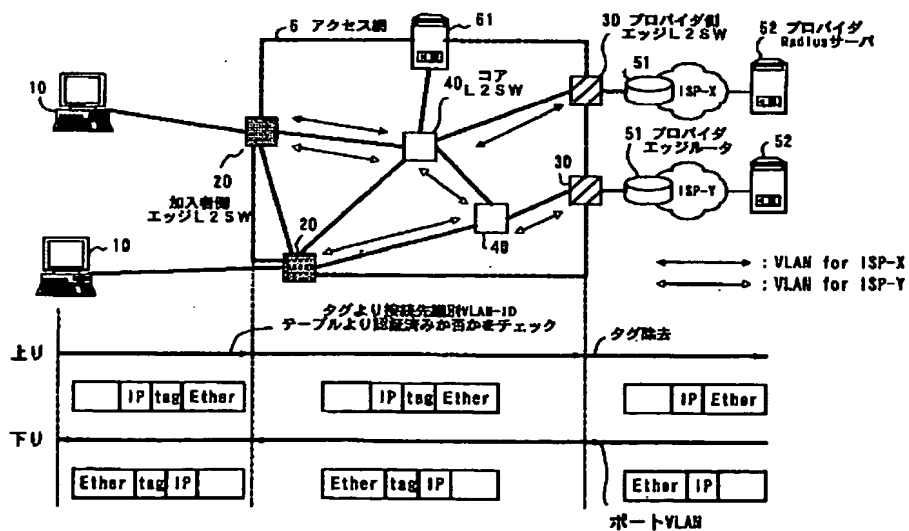 5 アクセス網
61
30 プロバイダ側
エッジL2SW
52 プロバイダ
Radiusサーバ
10
40 コア
L2SW
51
ISP-X
20
加入者側
エッジL2SW
30
51 プロバイダ
エッジルータ
52
ISP-Y
10
20
40
: VLAN for ISP-X
: VLAN for ISP-Y
タグより接続先識別VLAN-ID
テーブルより認証済みか否かをチェック
タグ除去
上り
IP tag Ether
IP tag Ether
IP Ether
下り
Ether tag IP
Ether tag IP
Ether IP
ポートVLAN